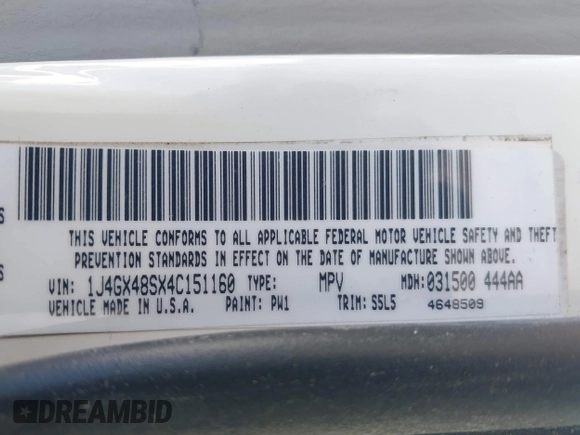 THIS VEHICLE CONFORMS TO ALL APPLICABLE FEDERAL MOTOR VEHICLE SAFETY AND THEFT
PREVENTION STANDARDS IN EFFECT ON THE DATE OF MANUFACTURE SHOWN ABOVE.
VIN: 1J4GX48SX4C151160 TYPE: MPV MDH:031500 444AA
VEHICLE MADE IN U.S.A. PAINT: PW1 TRIM: S5L5 4648509
S
S
DREAMBID